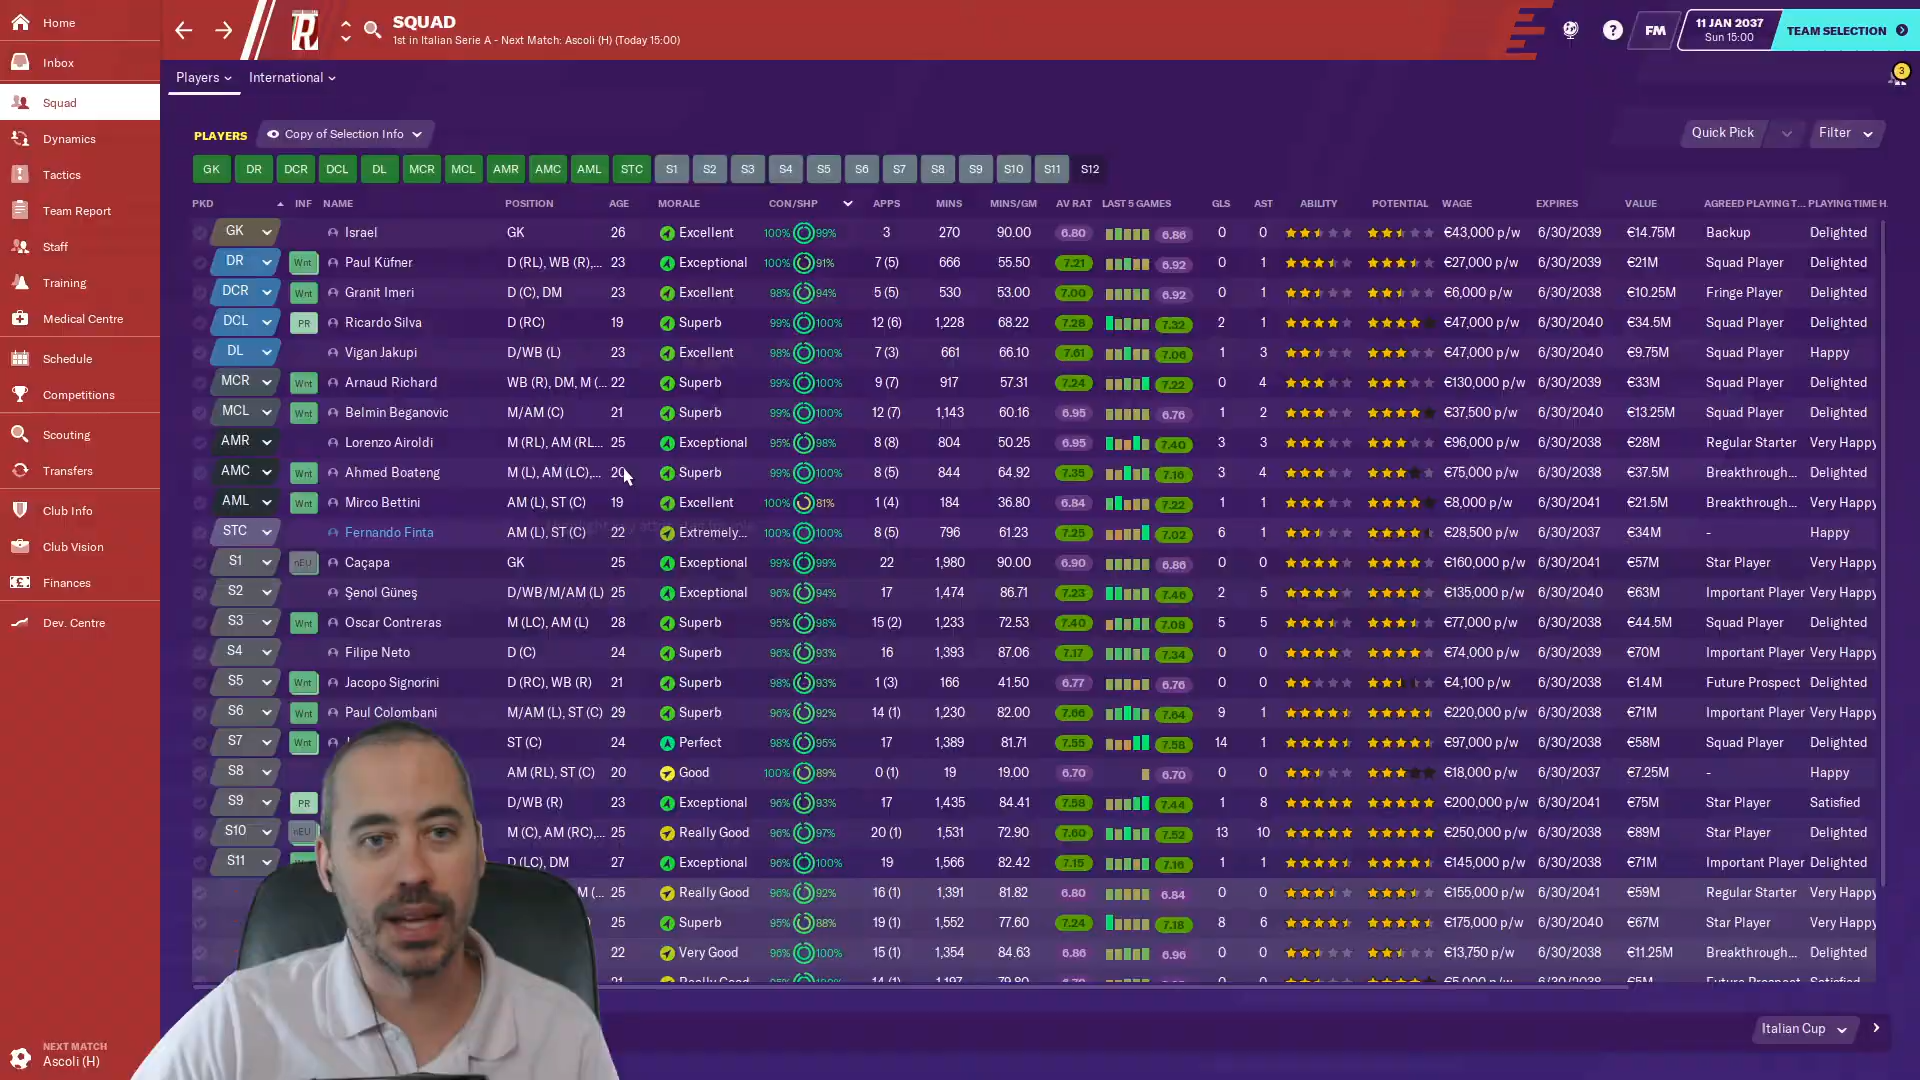 Home
Inbox
Squad
Dynamics
Tactics
Team Report
Staff
Training
Medical Centre
Schedule
Competitions
Scouting
Transfers
Club Info
Club Vision
Finances
Dev. Centre
NEXT MATCH
Ascoli (H)
R
SQUAD
1st in Italian Serie A - Next Match: Ascoli (H) (Today 15:00)
FM
11 JAN 2037
Sun 15:00
TEAM SELECTION
3
Players International
PLAYERS Copy of Selection Info Quick Pick Filter
GK DR DCR DCL DL MCR MCL AMR AMC AML STC S1 S2 S3 S4 S5 S6 S7 S8 S9 S10 S11 S12
PKD INF NAME POSITION AGE MORALE CON/SHP APPS MINS MINS/GM AV RAT LAST 5 GAMES GLS AST ABILITY POTENTIAL WAGE EXPIRES VALUE AGREED PLAYING T... PLAYING TIME H
GK Israel GK 26 Excellent 100% 99% 3 270 90.00 6.80 6.86 0 0 €43,000 p/w 6/30/2039 €14.75M Backup Delighted
DR Wnt Paul Küfner D (RL), WB (R),... 23 Exceptional 100% 91% 7 (5) 666 55.50 7.21 6.92 0 1 €27,000 p/w 6/30/2039 €21M Squad Player Delighted
DCR Wnt Granit Imeri D (C), DM 23 Excellent 98% 94% 5 (5) 530 53.00 7.00 6.92 0 1 €6,000 p/w 6/30/2038 €10.25M Fringe Player Delighted
DCL PR Ricardo Silva D (RC) 19 Superb 99% 100% 12 (6) 1,228 68.22 7.28 7.32 2 1 €47,000 p/w 6/30/2040 €34.5M Squad Player Delighted
DL Vigan Jakupi D/WB (L) 23 Excellent 98% 100% 7 (3) 661 66.10 7.61 7.06 1 3 €47,000 p/w 6/30/2040 €9.75M Squad Player Happy
MCR Wnt Arnaud Richard WB (R), DM, M (... 22 Superb 99% 100% 9 (7) 917 57.31 7.24 7.22 0 4 €130,000 p/w 6/30/2039 €33M Squad Player Delighted
MCL Wnt Belmin Beganovic M/AM (C) 21 Superb 99% 100% 12 (7) 1,143 60.16 6.95 6.76 1 2 €37,500 p/w 6/30/2040 €13.25M Squad Player Delighted
AMR Lorenzo Airoldi M (RL), AM (RL... 25 Exceptional 95% 98% 8 (8) 804 50.25 6.95 7.40 3 3 €96,000 p/w 6/30/2038 €28M Regular Starter Very Happy
AMC Wnt Ahmed Boateng M (L), AM (LC),... 20 Superb 99% 100% 8 (5) 844 64.92 7.35 7.16 3 4 €75,000 p/w 6/30/2038 €37.5M Breakthrough... Delighted
AML Wnt Mirco Bettini AM (L), ST (C) 19 Excellent 100% 81% 1 (4) 184 36.80 6.84 7.22 1 1 €8,000 p/w 6/30/2041 €21.5M Breakthrough... Very Happy
STC Fernando Finta AM (L), ST (C) 22 Extremely... 100% 100% 8 (5) 796 61.23 7.25 7.02 6 1 €28,500 p/w 6/30/2037 €34M - Happy
S1 nEU Caçapa GK 25 Exceptional 99% 99% 22 1,980 90.00 6.90 6.86 0 0 €160,000 p/w 6/30/2041 €57M Star Player Very Happy
S2 Şenol Güneş D/WB/M/AM (L) 25 Exceptional 96% 94% 17 1,474 86.71 7.23 7.46 2 5 €135,000 p/w 6/30/2040 €63M Important Player Very Happy
S3 Wnt Oscar Contreras M (LC), AM (L) 28 Superb 95% 98% 15 (2) 1,233 72.53 7.40 7.08 5 5 €77,000 p/w 6/30/2038 €44.5M Squad Player Delighted
S4 Filipe Neto D (C) 24 Superb 96% 93% 16 1,393 87.06 7.17 7.34 0 0 €74,000 p/w 6/30/2039 €70M Important Player Very Happy
S5 Wnt Jacopo Signorini D (RC), WB (R) 21 Superb 98% 93% 1 (3) 166 41.50 6.77 6.76 0 0 €4,100 p/w 6/30/2038 €1.4M Future Prospect Delighted
S6 Wnt Paul Colombani M/AM (L), ST (C) 29 Superb 96% 92% 14 (1) 1,230 82.00 7.66 7.64 9 1 €220,000 p/w 6/30/2038 €71M Important Player Very Happy
S7 Wnt ST (C) 24 Perfect 98% 95% 17 1,389 81.71 7.55 7.58 14 1 €97,000 p/w 6/30/2038 €58M Squad Player Delighted
S8 AM (RL), ST (C) 20 Good 100% 89% 0 (1) 19 19.00 6.70 6.70 0 0 €18,000 p/w 6/30/2037 €7.25M - Happy
S9 PR D/WB (R) 23 Exceptional 96% 93% 17 1,435 84.41 7.58 7.44 1 8 €200,000 p/w 6/30/2041 €75M Star Player Satisfied
S10 nEU M (C), AM (RC),... 25 Really Good 96% 97% 20 (1) 1,531 72.90 7.60 7.52 13 10 €250,000 p/w 6/30/2038 €89M Star Player Delighted
S11 D (LC), DM 27 Exceptional 96% 100% 19 1,566 82.42 7.15 7.16 1 1 €145,000 p/w 6/30/2038 €71M Important Player Delighted
M (... 25 Really Good 96% 92% 16 (1) 1,391 81.82 6.80 6.84 0 0 €155,000 p/w 6/30/2041 €59M Regular Starter Very Happy
25 Superb 95% 88% 19 (1) 1,552 77.60 7.24 7.18 8 6 €175,000 p/w 6/30/2040 €67M Star Player Very Happy
22 Very Good 96% 100% 15 (1) 1,354 84.63 6.86 6.96 0 0 €13,750 p/w 6/30/2038 €11.25M Breakthrough... Delighted
Italian Cup